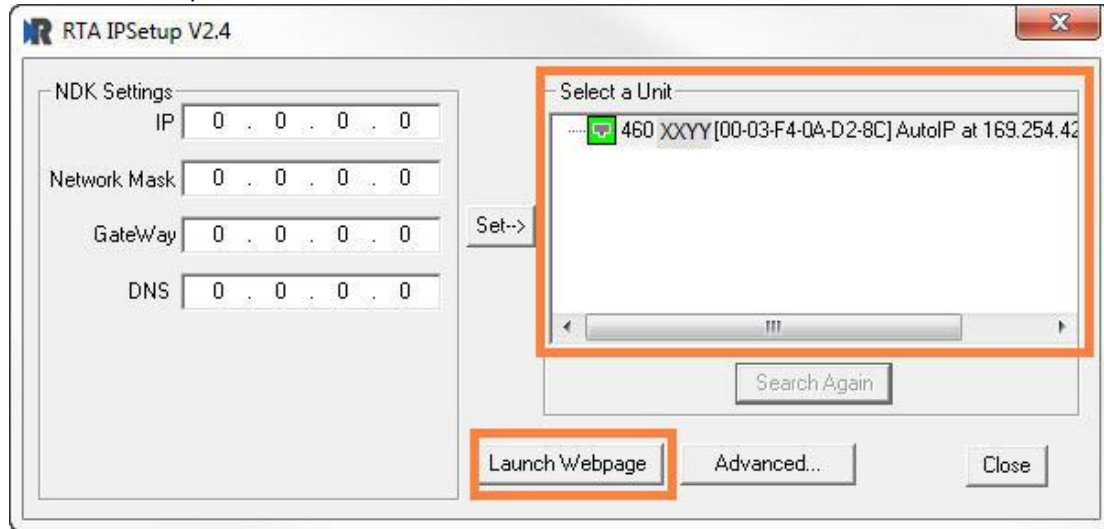 RTA IPSetup V2.4
NDK Settings
IP 0 . 0 . 0 . 0
Network Mask 0 . 0 . 0 . 0
GateWay 0 . 0 . 0 . 0
DNS 0 . 0 . 0 . 0
Set-->
Select a Unit
460 XXYY [00-03-F4-0A-D2-8C] AutoIP at 169.254.42
Search Again
Launch Webpage
Advanced...
Close